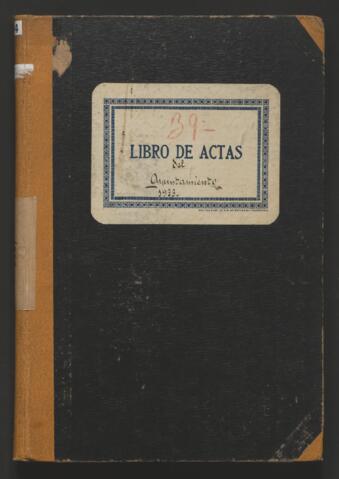 39-
LIBRO DE ACTAS
del
Ayuntamiento
1933.